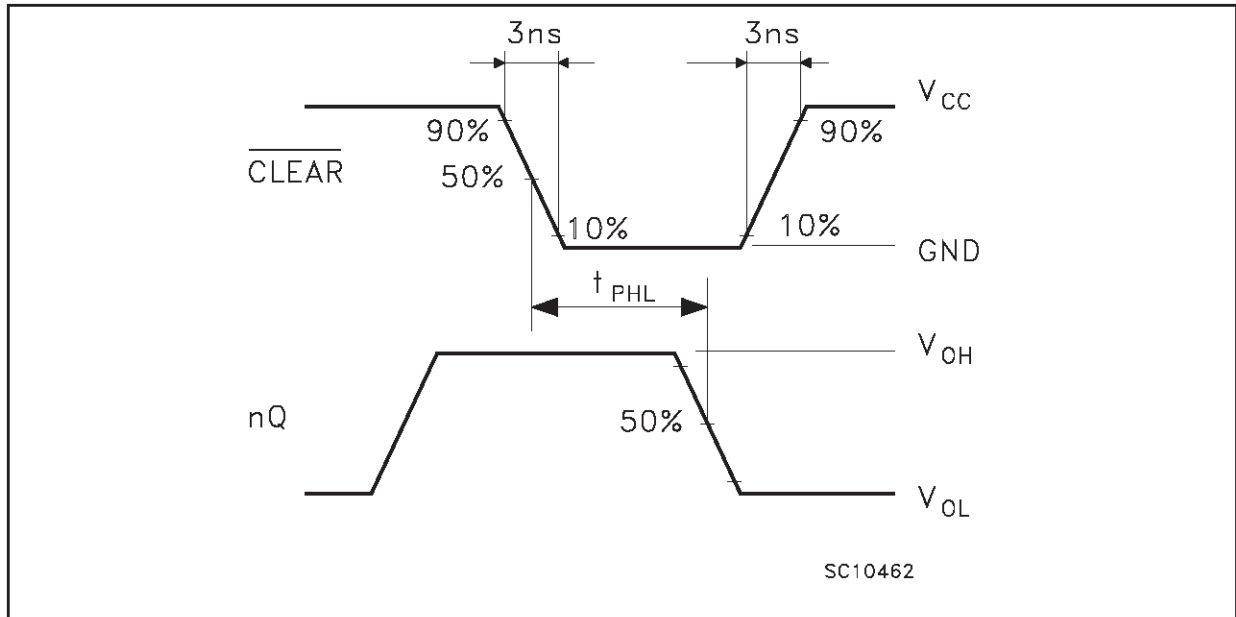 3ns 3ns
V_CC
90% 90%
CLEAR
50%
10% 10%
GND
t_PHL
V_OH
nQ 50%
V_OL
SC10462